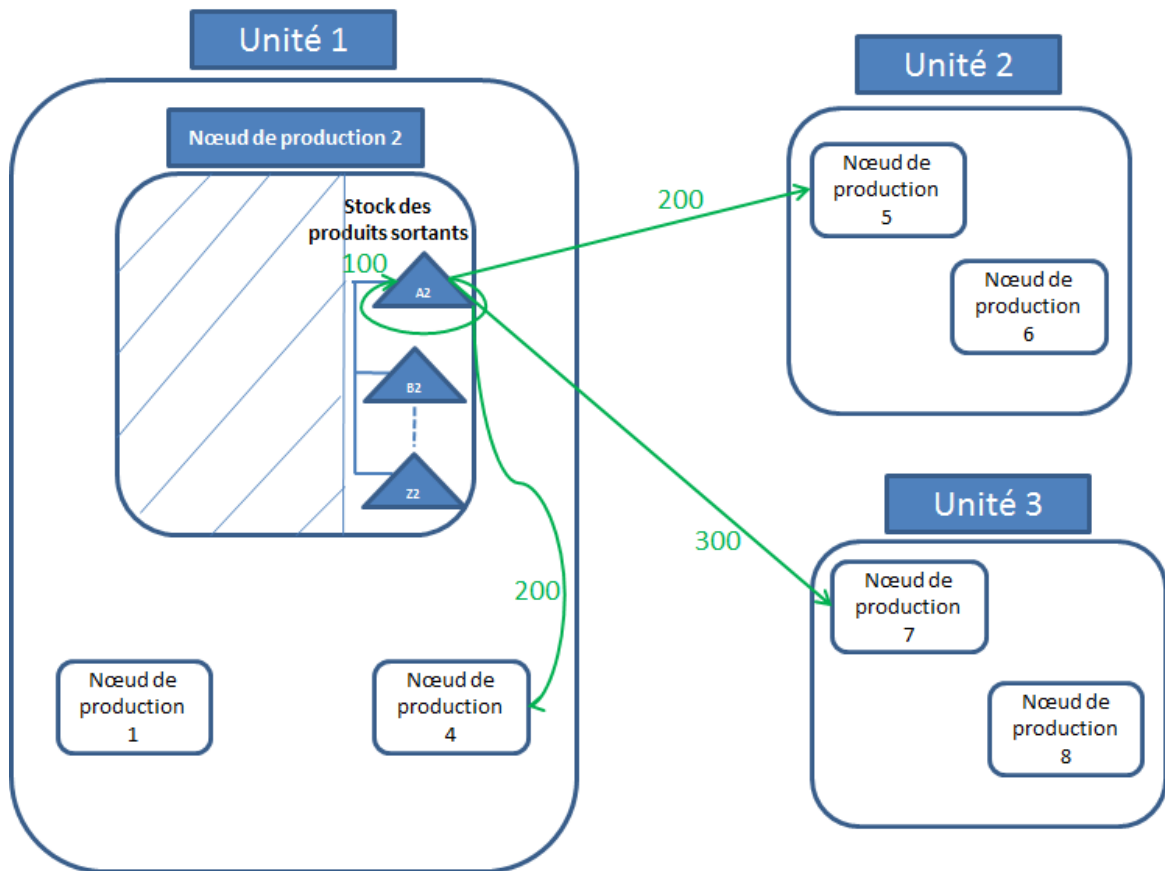 Unité 1
Nœud de production 2
Stock des
produits sortants
100
A2
B2
Z2
200
Nœud de
production
1
Nœud de
production
4
200
300
Unité 2
Nœud de
production
5
Nœud de
production
6
Unité 3
Nœud de
production
7
Nœud de
production
8